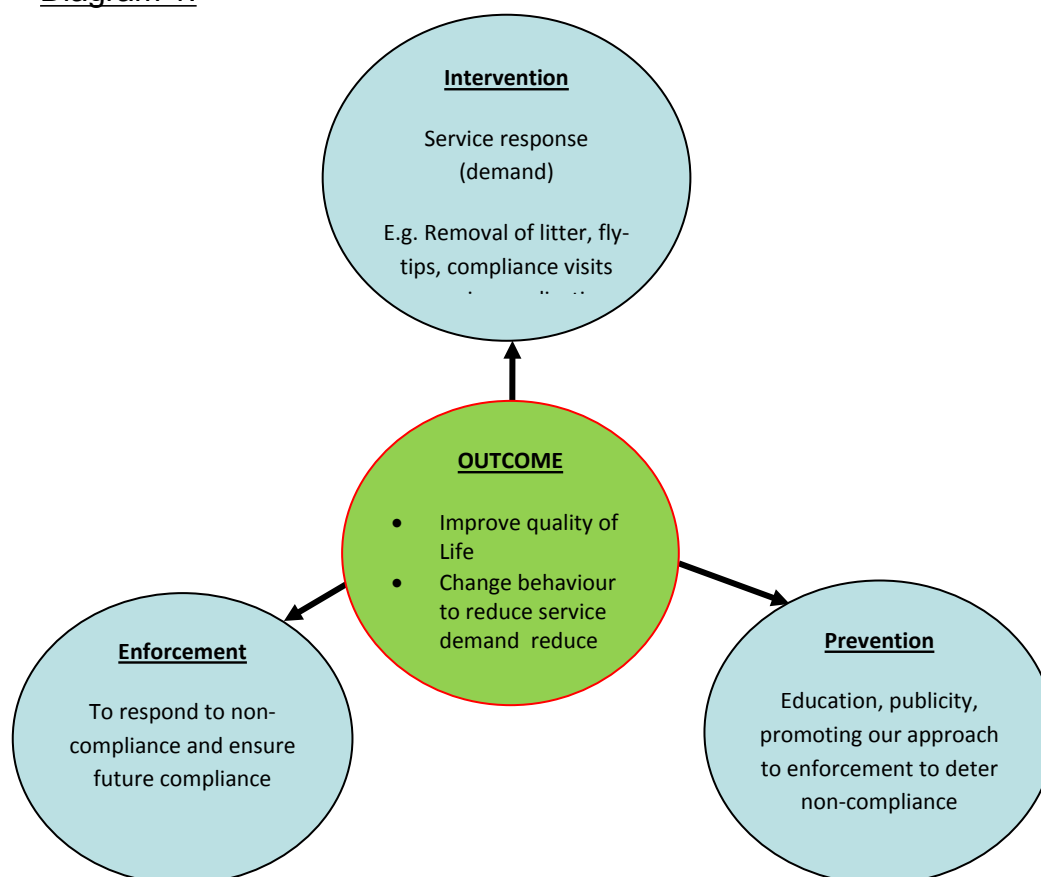 Intervention
Service response
(demand)
E.g. Removal of litter, fly-
tips, compliance visits
OUTCOME
• Improve quality of
Life
• Change behaviour
to reduce service
demand reduce
Enforcement
To respond to non-
compliance and ensure
future compliance
Prevention
Education, publicity,
promoting our approach
to enforcement to deter
non-compliance